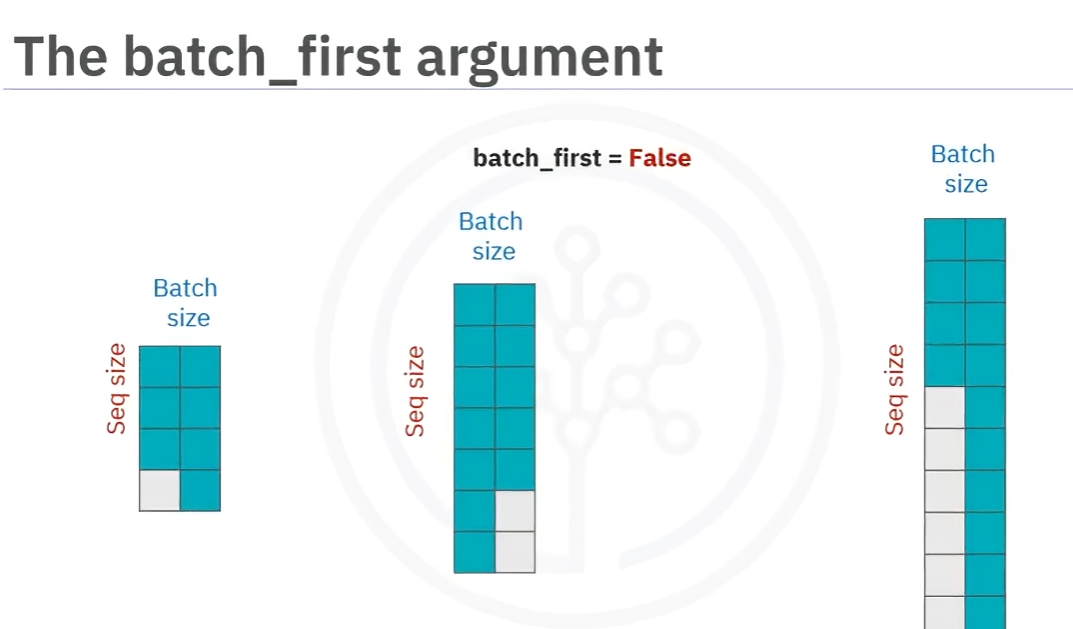 The batch_first argument
batch_first = False
Batch
size
Seq size
Batch
size
Seq size
Batch
size
Seq size